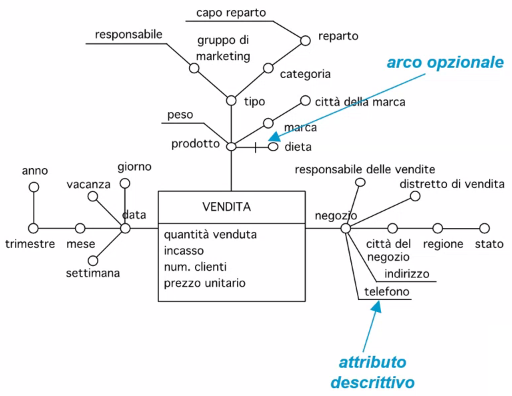 capo reparto
responsabile
gruppo di
marketing
reparto
arco opzionale
categoria
tipo
città della marca
peso
marca
prodotto
dieta
anno
giorno
vacanza
responsabile delle vendite
distretto di vendita
data
VENDITA
negozio
quantità venduta
incasso
num. clienti
prezzo unitario
trimestre
mese
settimana
città del
negozio
regione
stato
indirizzo
telefono
attributo
descrittivo